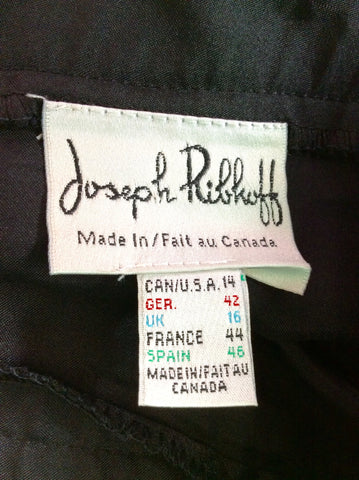 Joseph Ribkoff
Made In/Fait au Canada
CAN/U.S.A. 14
GER. 42
UK 16
FRANCE 44
SPAIN 46
MADE IN/FAIT AU
CANADA